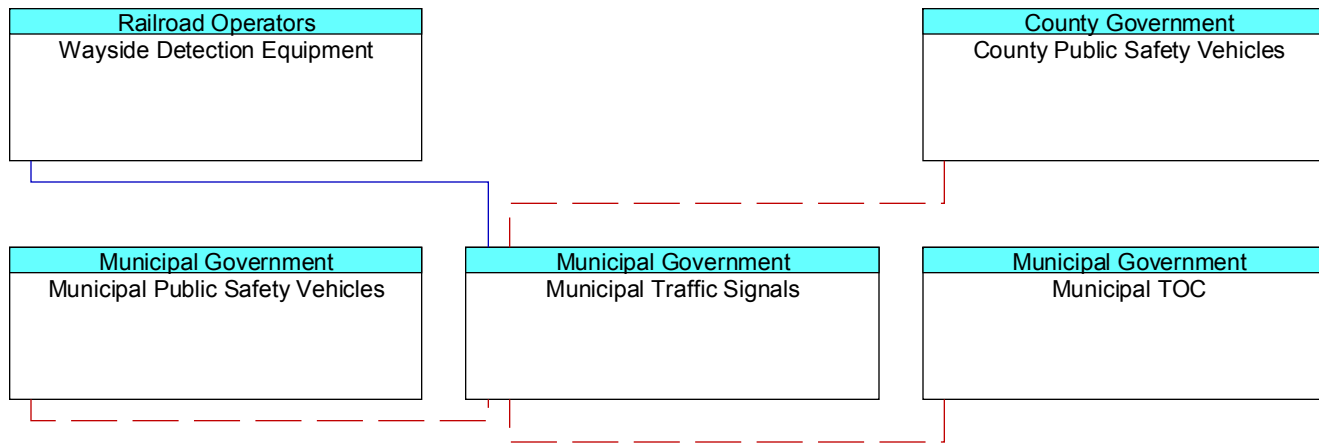 Railroad Operators
Wayside Detection Equipment
County Government
County Public Safety Vehicles
Municipal Government
Municipal Public Safety Vehicles
Municipal Government
Municipal Traffic Signals
Municipal Government
Municipal TOC